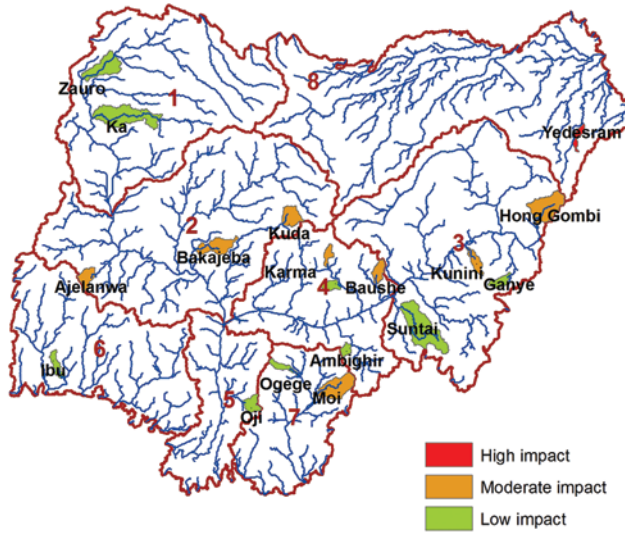 8
Zauro
1
Ka
Yedesram
Hong Gombi
2
Kuda
Bakajeba
3
Karma
Kunini
Ajelanwa
4
Baushe
Ganye
Suntai
6
Ambighir
Ibu
Ogege
Moi
5
Oji
7
High impact
Moderate impact
Low impact